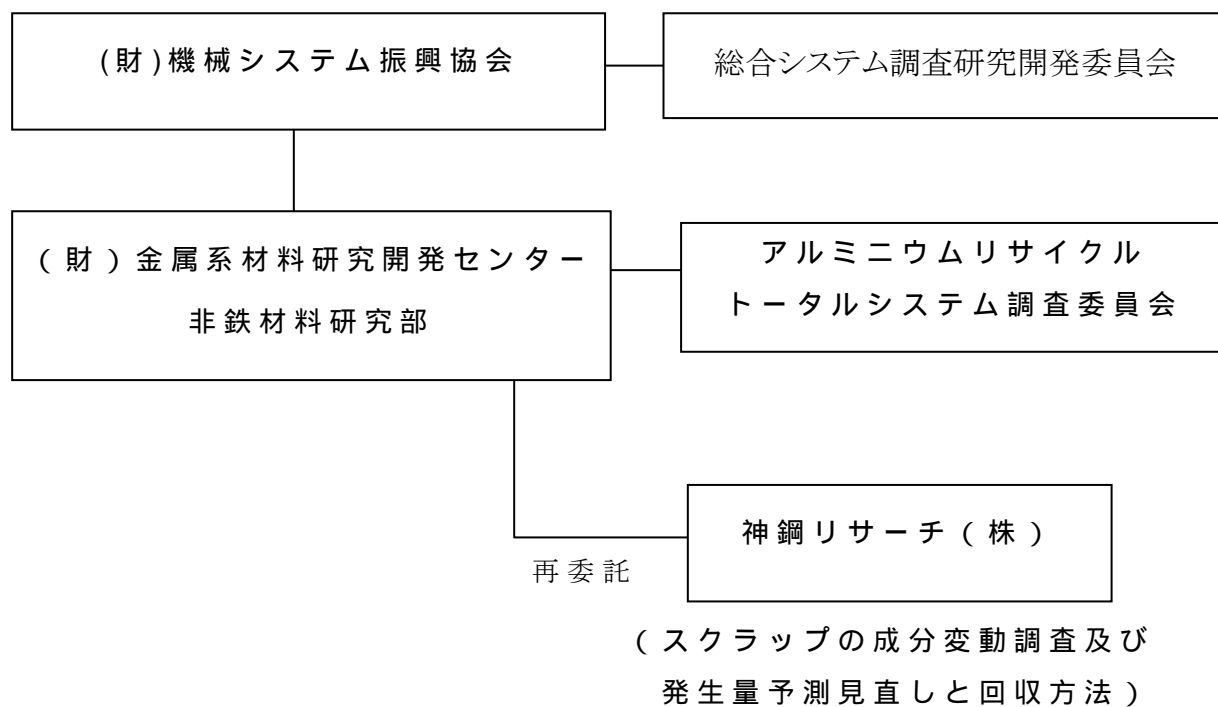 (財)機械システム振興協会
総合システム調査研究開発委員会
(財)金属系材料研究開発センター
非鉄材料研究部
アルミニウムリサイクル
トータルシステム調査委員会
神鋼リサーチ(株)
再委託
(スクラップの成分変動調査及び
発生量予測見直しと回収方法)